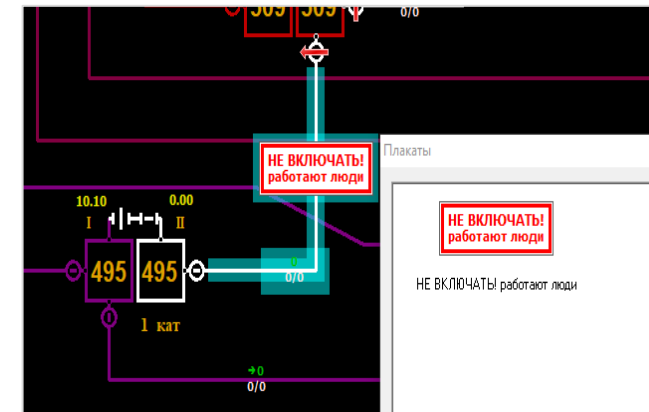 509 509
0/0
НЕ ВКЛЮЧАТЬ!
работают люди
Плакаты
НЕ ВКЛЮЧАТЬ!
работают люди
НЕ ВКЛЮЧАТЬ! работают люди
10.10 0.00
I II
495 495
0
0/0
1 кат
➔0
0/0